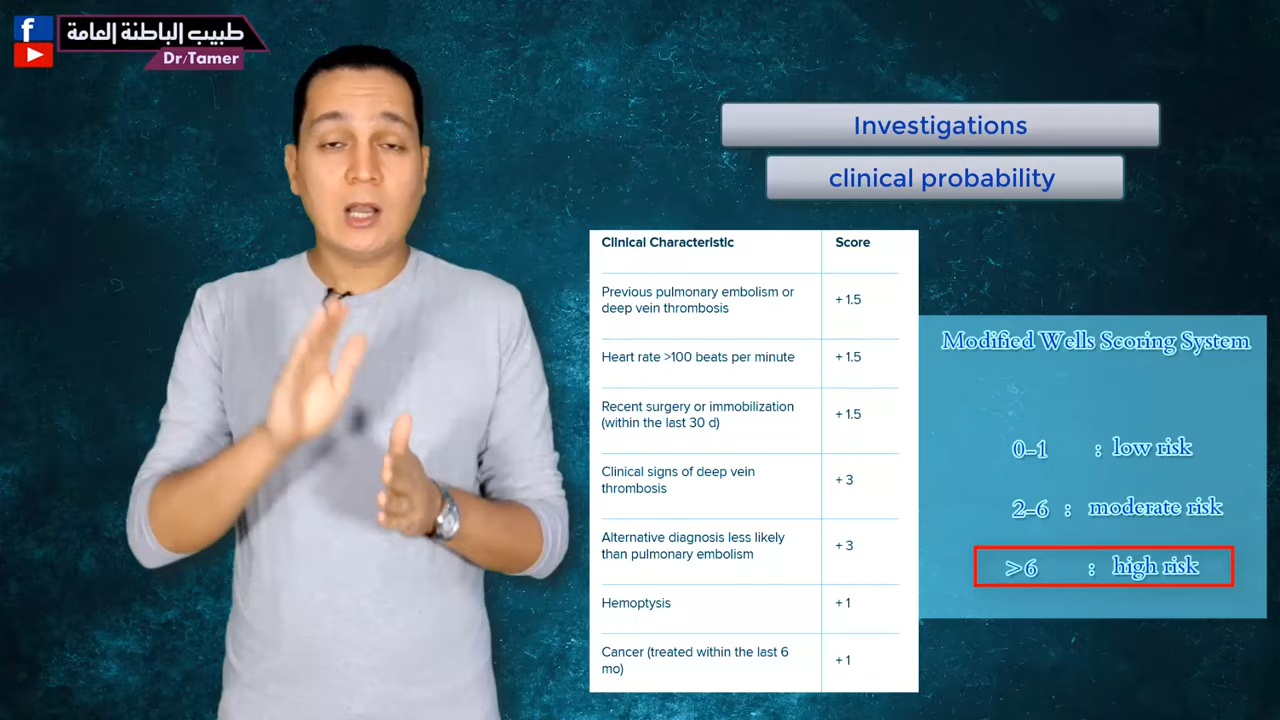 f
طبيب الباطنة العامة
Dr/Tamer
Investigations
clinical probability
Clinical Characteristic Score
Previous pulmonary embolism or
deep vein thrombosis
+ 1.5
Heart rate >100 beats per minute + 1.5
Recent surgery or immobilization
(within the last 30 d)
+ 1.5
Clinical signs of deep vein
thrombosis
+ 3
Alternative diagnosis less likely
than pulmonary embolism
+ 3
Hemoptysis + 1
Cancer (treated within the last 6
mo)
+ 1
Modified Wells Scoring System
0-1 : low risk
2-6 : moderate risk
>6 : high risk